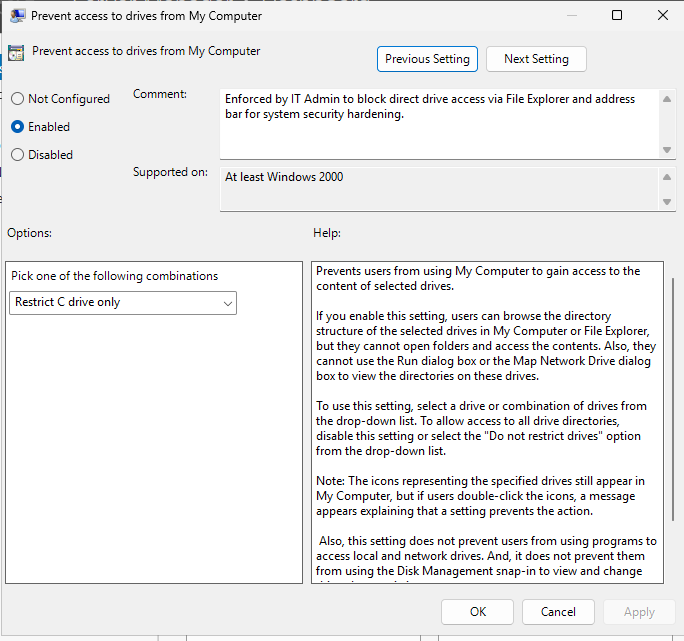 Prevent access to drives from My Computer
Prevent access to drives from My Computer
Previous Setting
Next Setting
Not Configured
Enabled
Disabled
Comment:
Enforced by IT Admin to block direct drive access via File Explorer and address
bar for system security hardening.
Supported on:
At least Windows 2000
Options:
Help:
Pick one of the following combinations
Restrict C drive only
Prevents users from using My Computer to gain access to the
content of selected drives.
If you enable this setting, users can browse the directory
structure of the selected drives in My Computer or File Explorer,
but they cannot open folders and access the contents. Also, they
cannot use the Run dialog box or the Map Network Drive dialog
box to view the directories on these drives.
To use this setting, select a drive or combination of drives from
the drop-down list. To allow access to all drive directories,
disable this setting or select the "Do not restrict drives" option
from the drop-down list.
Note: The icons representing the specified drives still appear in
My Computer, but if users double-click the icons, a message
appears explaining that a setting prevents the action.
Also, this setting does not prevent users from using programs to
access local and network drives. And, it does not prevent them
from using the Disk Management snap-in to view and change
OK
Cancel
Apply